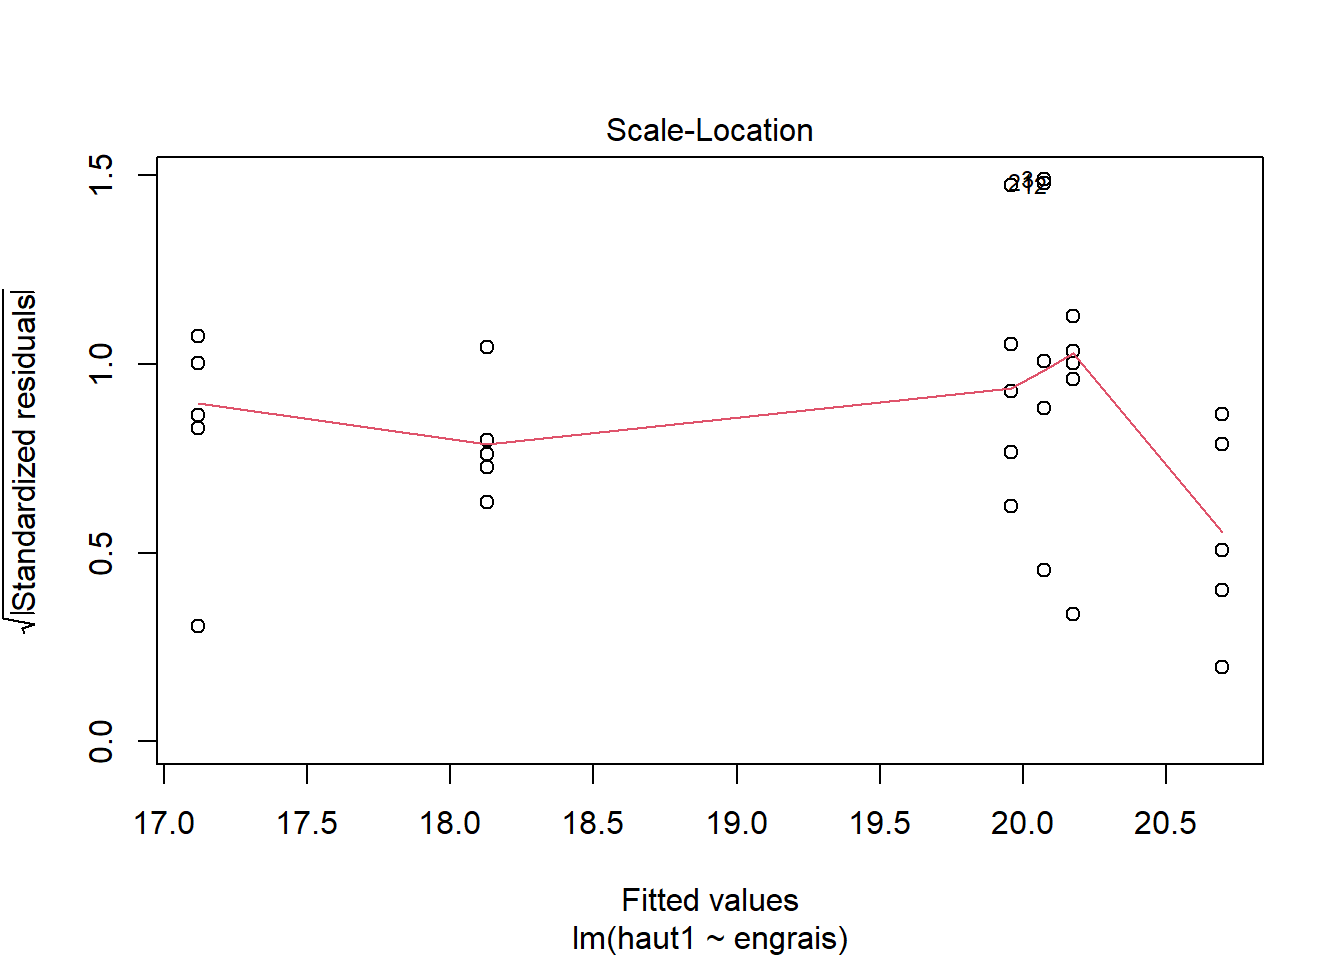 Scale-Location
√|Standardized residuals|
1.5
1.0
0.5
0.0
17.0 17.5 18.0 18.5 19.0 19.5 20.0 20.5
Fitted values
lm(haut1 ~ engrais)